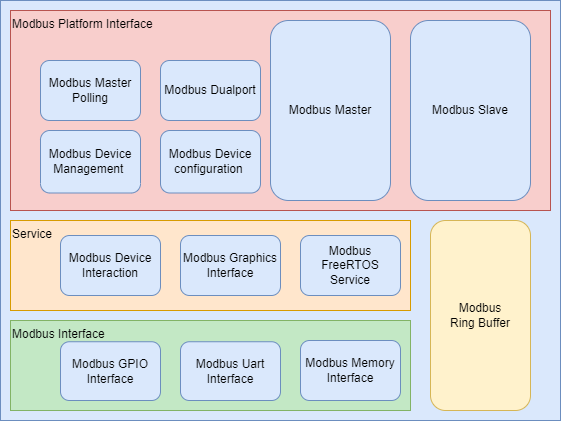 Modbus Platform Interface
Modbus Master
Polling
Modbus Dualport
Modbus Master
Modbus Slave
Modbus Device
Management
Modbus Device
configuration
Service
Modbus Device
Interaction
Modbus Graphics
Interface
Modbus
FreeRTOS
Service
Modbus
Ring Buffer
Modbus Interface
Modbus GPIO
Interface
Modbus Uart
Interface
Modbus Memory
Interface